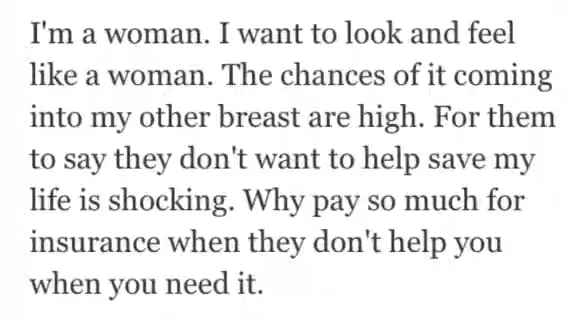 I'm a woman. I want to look and feel
like a woman. The chances of it coming
into my other breast are high. For them
to say they don't want to help save my
life is shocking. Why pay so much for
insurance when they don't help you
when you need it.